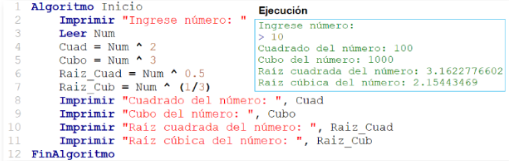 1 Algoritmo Inicio
2 Imprimir "Ingrese número: "
3 Leer Num
4 Cuad = Num ^ 2
5 Cubo = Num ^ 3
6 Raiz_Cuad = Num ^ 0.5
7 Raiz_Cub = Num ^ (1/3)
8 Imprimir "Cuadrado del número: ", Cuad
9 Imprimir "Cubo del número: ", Cubo
10 Imprimir "Raíz cuadrada del número: ", Raiz_Cuad
11 Imprimir "Raíz cúbica del número: ", Raiz_Cub
12 FinAlgoritmo
Ejecución
Ingrese número:
> 10
Cuadrado del número: 100
Cubo del número: 1000
Raíz cuadrada del número: 3.1622776602
Raíz cúbica del número: 2.15443469